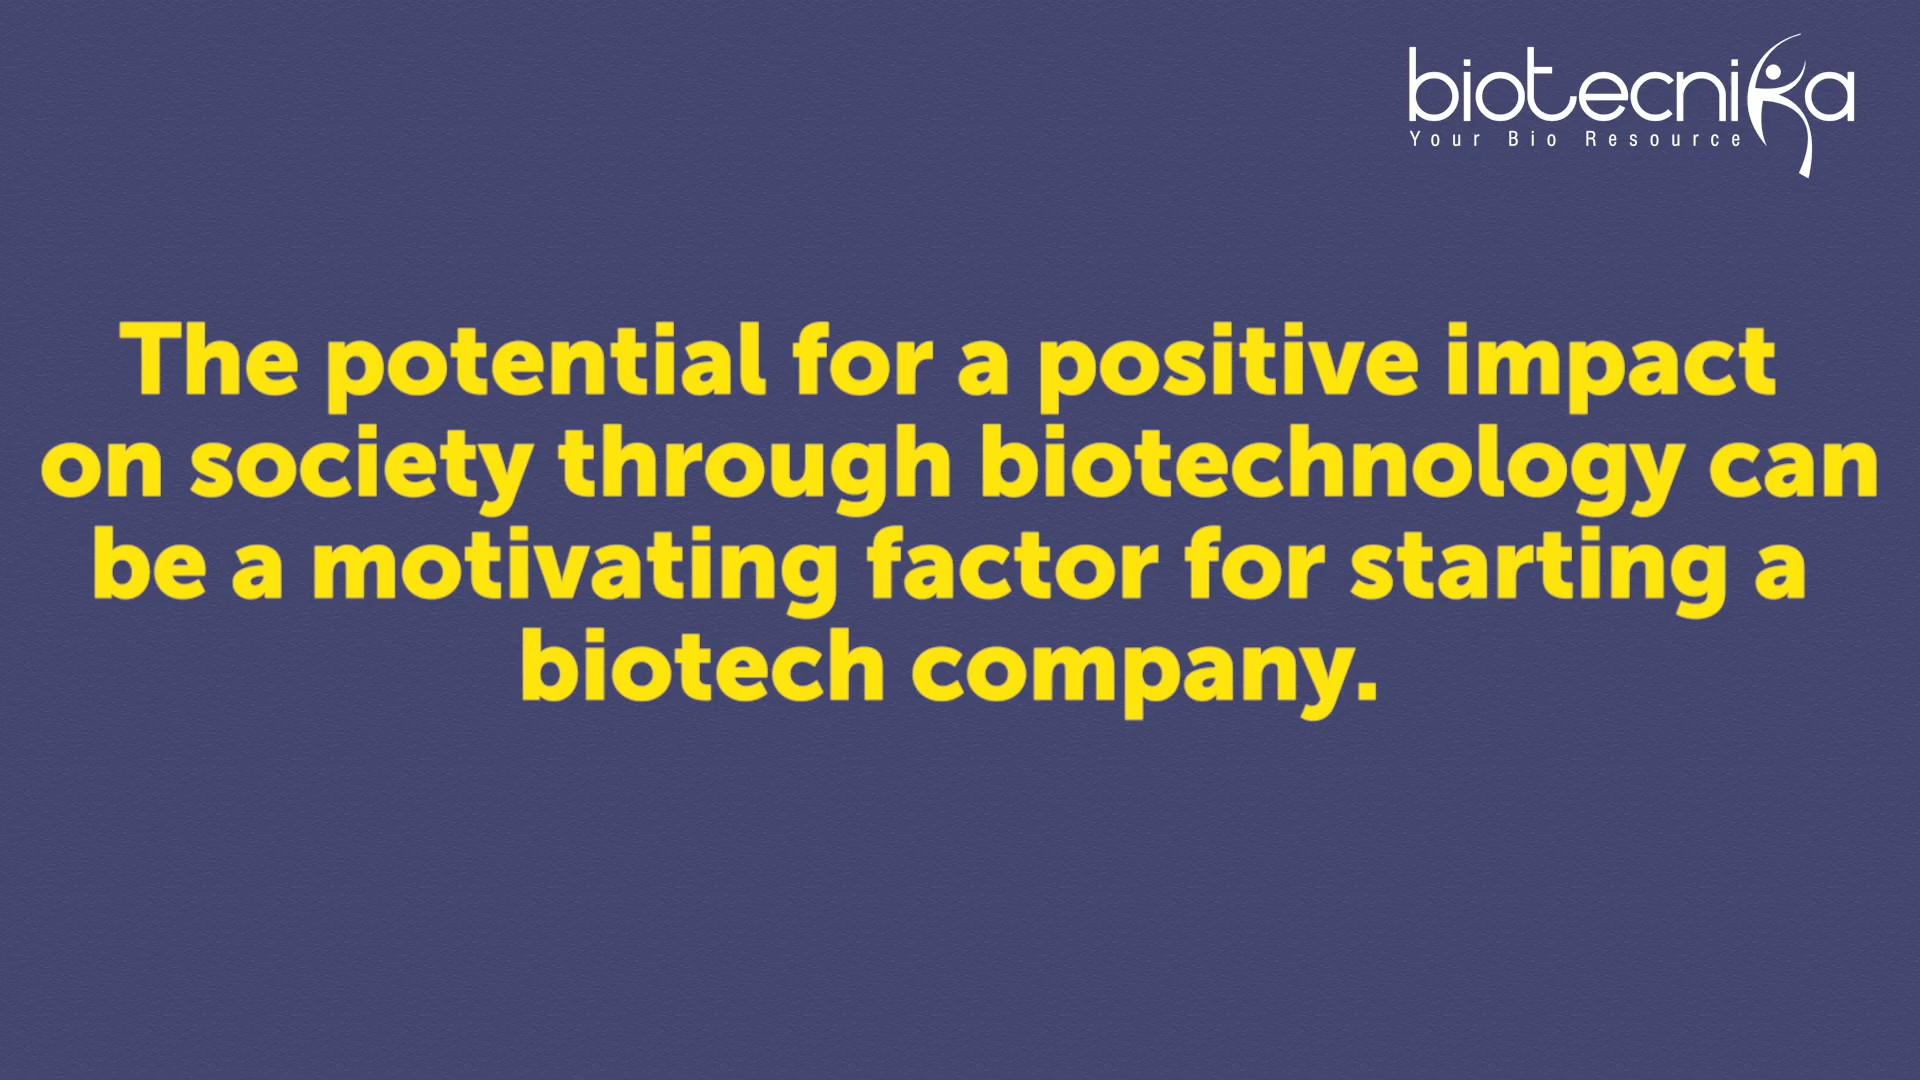 biotecnika
Your Bio Resource
The potential for a positive impact
on society through biotechnology can
be a motivating factor for starting a
biotech company.